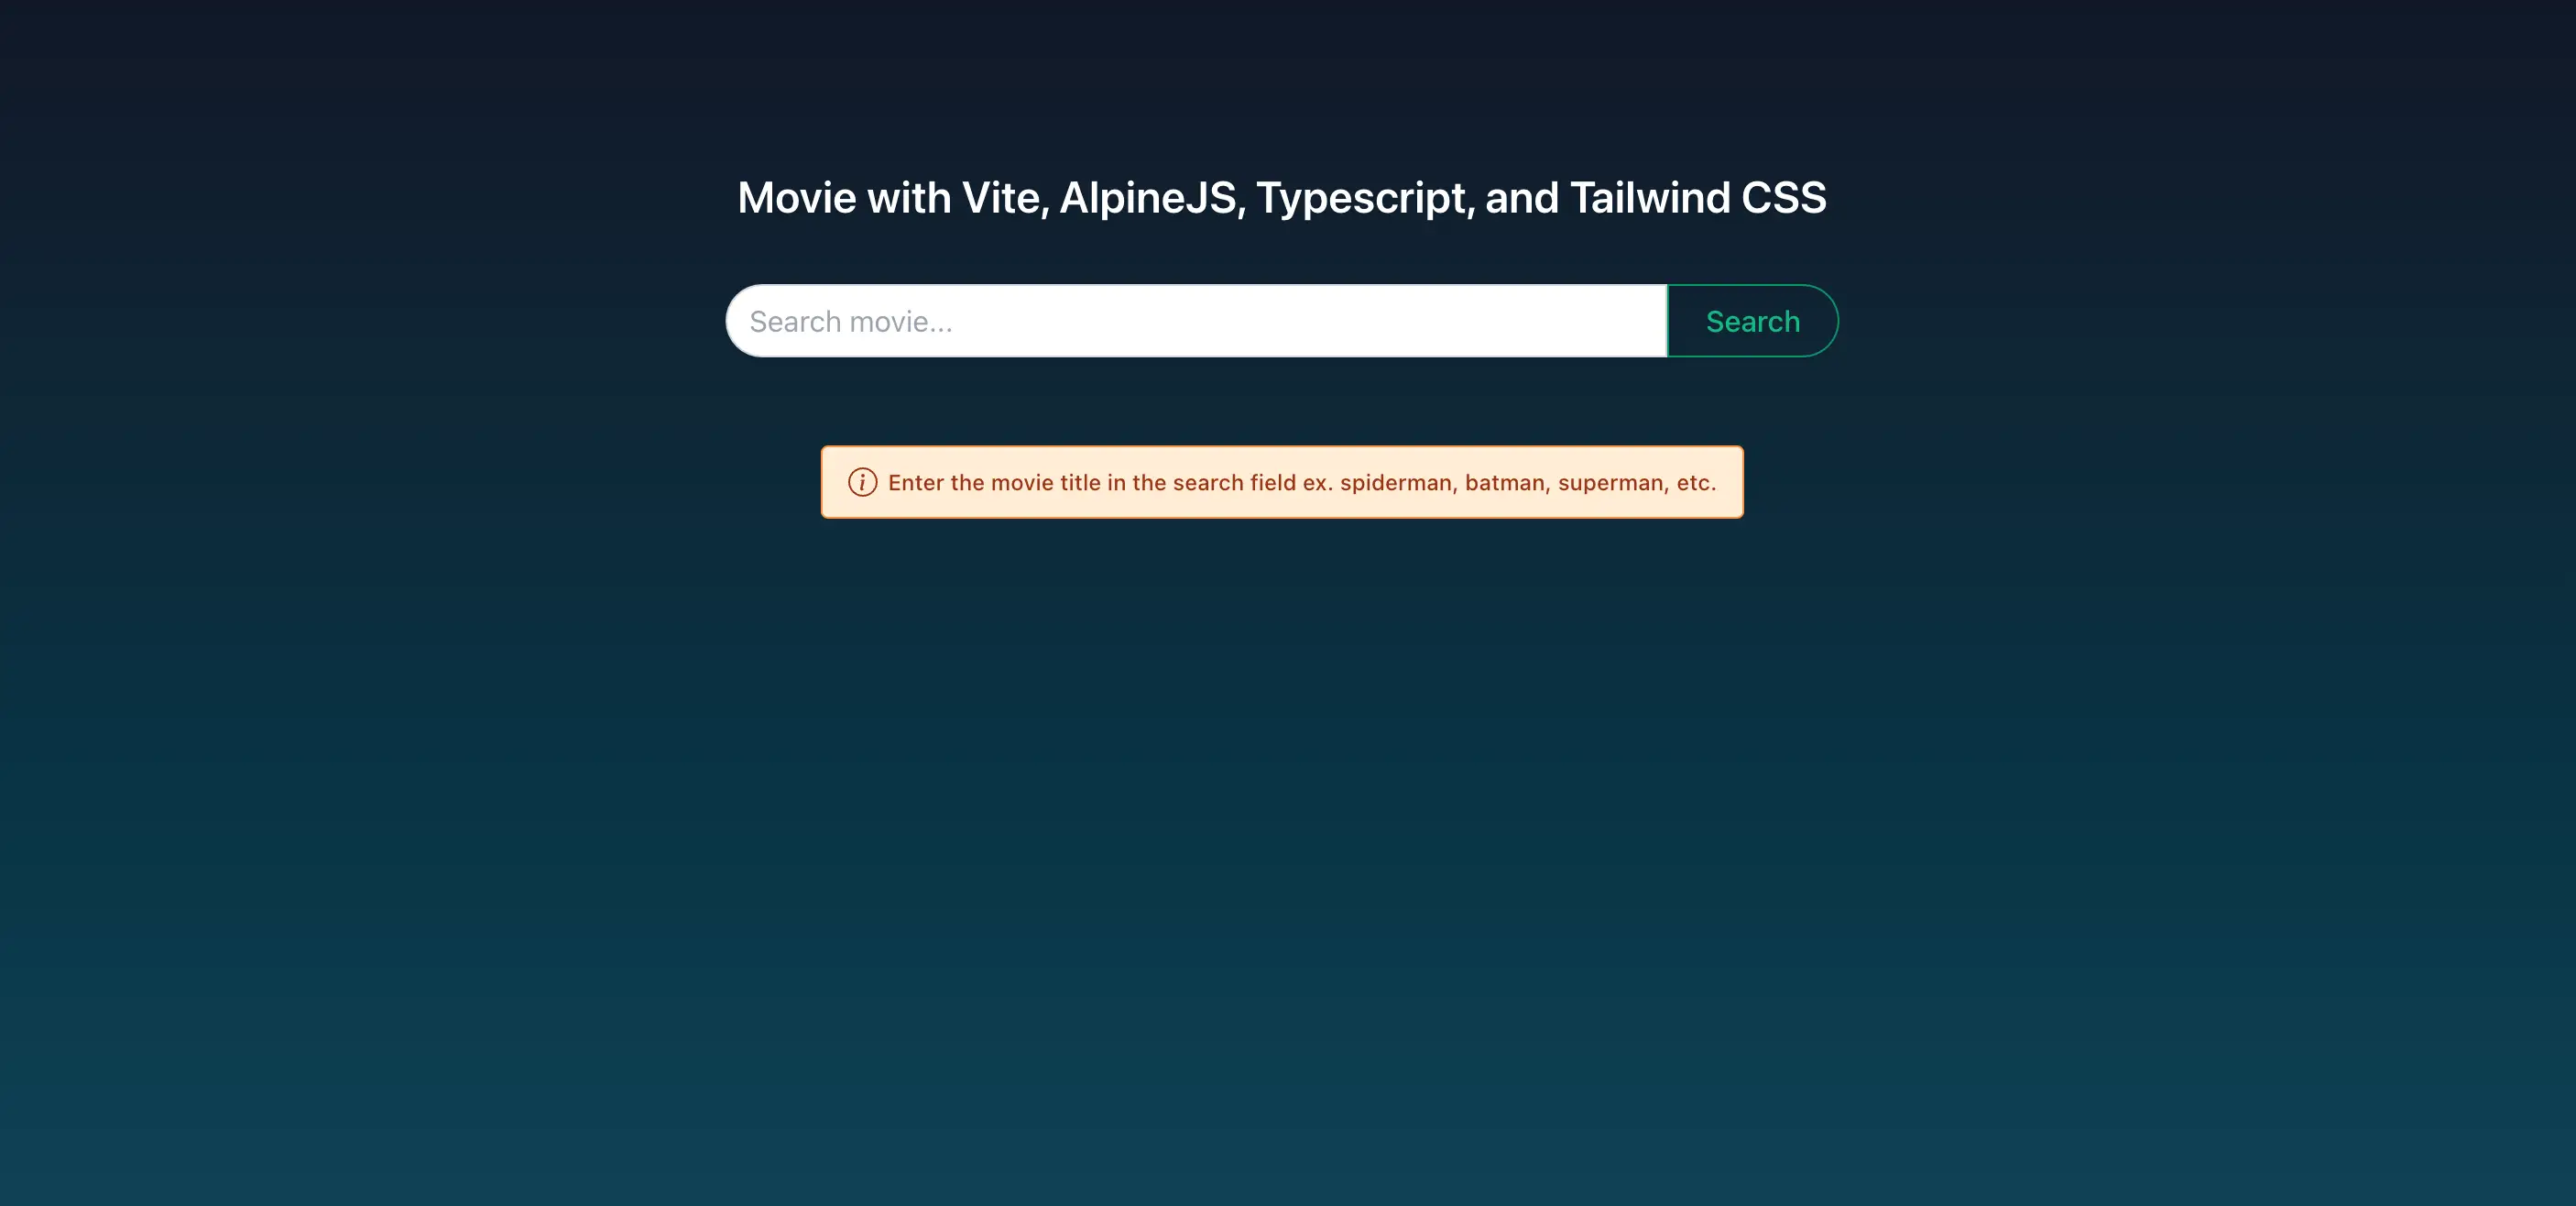 Movie with Vite, AlpineJS, Typescript, and Tailwind CSS
Search movie...
Search
Enter the movie title in the search field ex. spiderman, batman, superman, etc.